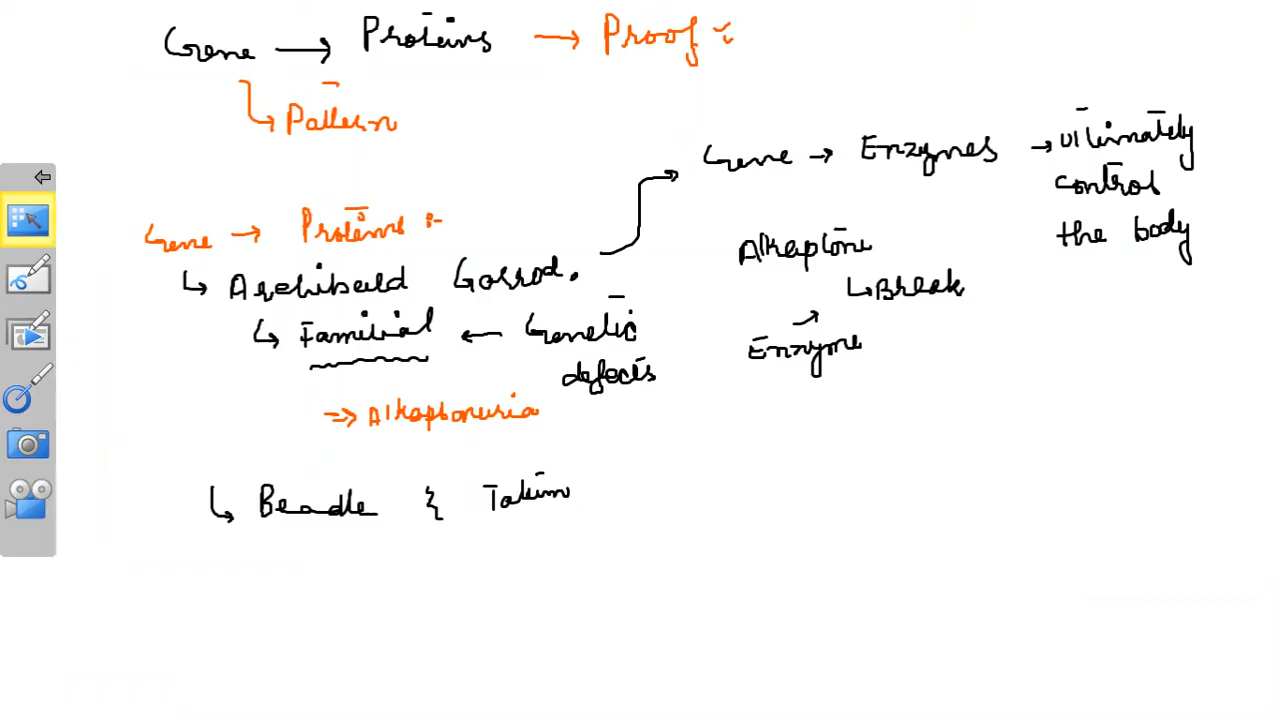 Gene → Proteins → Proof :-
↳ Pattern
Gene → Enzymes → Ultimately
control
the body
Gene → Proteins :-
↳ Archibald Garrod.
↳ Familial ← Genetic
defects
⇒ Alkaptonuria
Alkaptone
↳ Break
Enzyme
↳ Beadle & Tatum